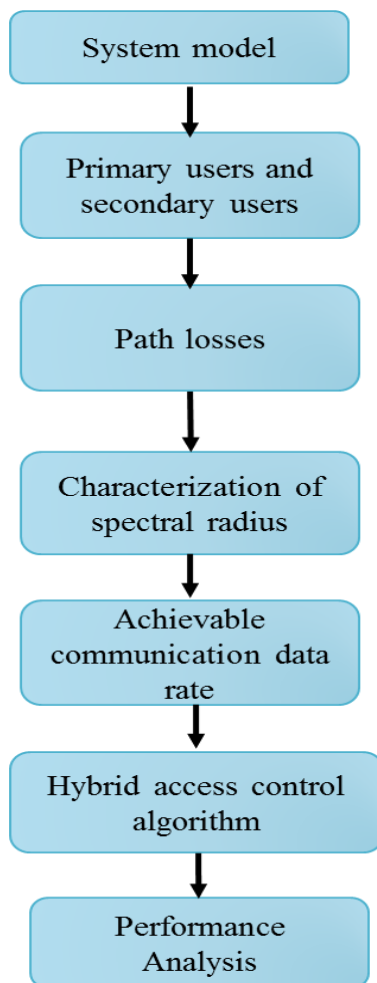 System model
Primary users and
secondary users
Path losses
Characterization of
spectral radius
Achievable
communication data
rate
Hybrid access control
algorithm
Performance
Analysis